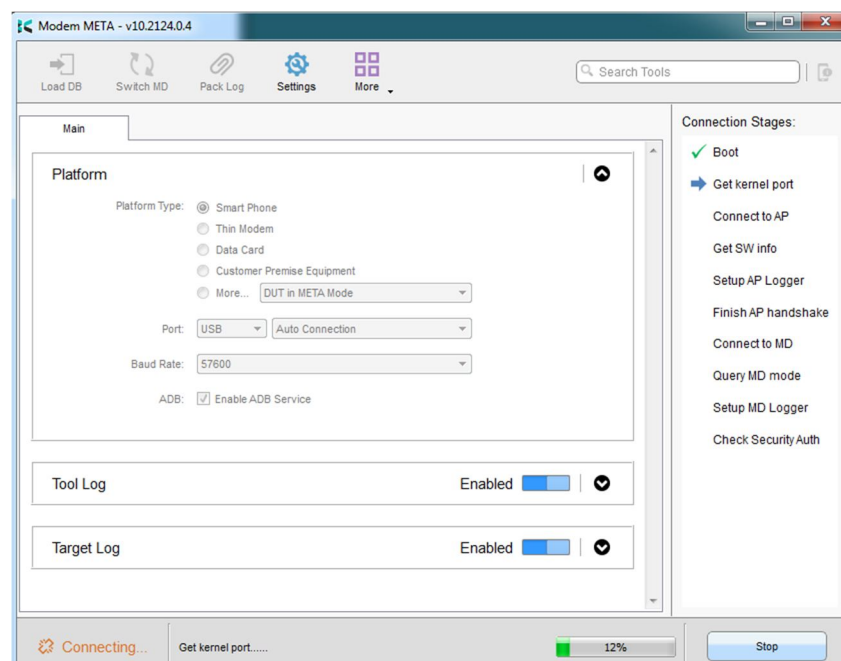 Modem META - v10.2124.0.4
Load DB
Switch MD
Pack Log
Settings
More
Search Tools
Main
Platform
Platform Type:
Smart Phone
Thin Modem
Data Card
Customer Premise Equipment
More... DUT in META Mode
Port: USB Auto Connection
Baud Rate: 57600
ADB: Enable ADB Service
Tool Log Enabled
Target Log Enabled
Connection Stages:
Boot
Get kernel port
Connect to AP
Get SW info
Setup AP Logger
Finish AP handshake
Connect to MD
Query MD mode
Setup MD Logger
Check Security Auth
Connecting... Get kernel port...... 12% Stop